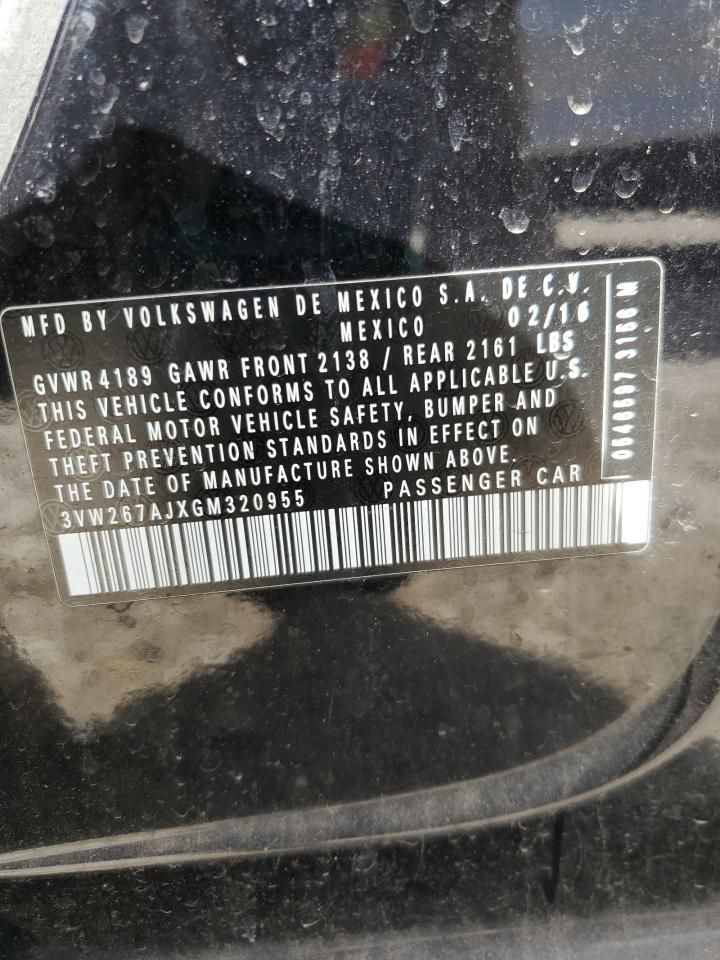 MFD BY VOLKSWAGEN DE MEXICO S.A. DE C.V.
MEXICO 02/16
GVWR 4189 GAWR FRONT 2138 / REAR 2161 LBS
THIS VEHICLE CONFORMS TO ALL APPLICABLE U.S.
FEDERAL MOTOR VEHICLE SAFETY, BUMPER AND
THEFT PREVENTION STANDARDS IN EFFECT ON
THE DATE OF MANUFACTURE SHOWN ABOVE.
3VW267AJXGM320955 PASSENGER CAR
0646607 3166 M